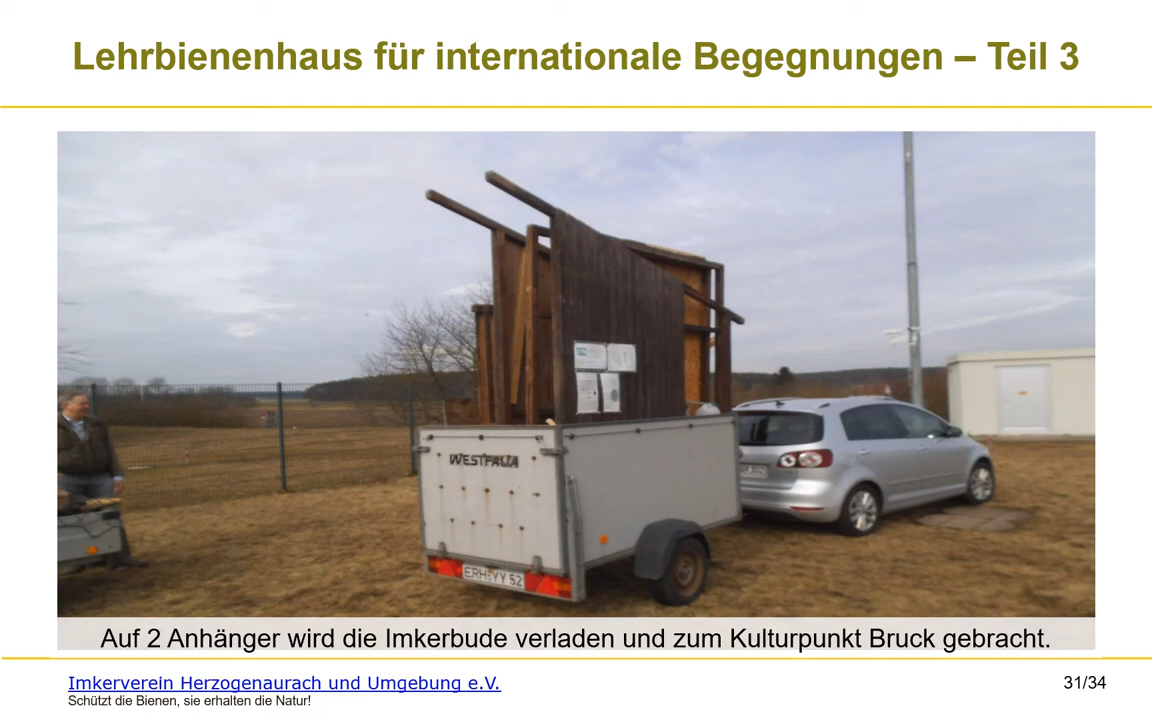 Lehrbienenhaus für internationale Begegnungen – Teil 3
WESTFALIA
ERH YY 52
Auf 2 Anhänger wird die Imkerbude verladen und zum Kulturpunkt Bruck gebracht.
Imkerverein Herzogenaurach und Umgebung e.V.
31/34
Schützt die Bienen, sie erhalten die Natur!